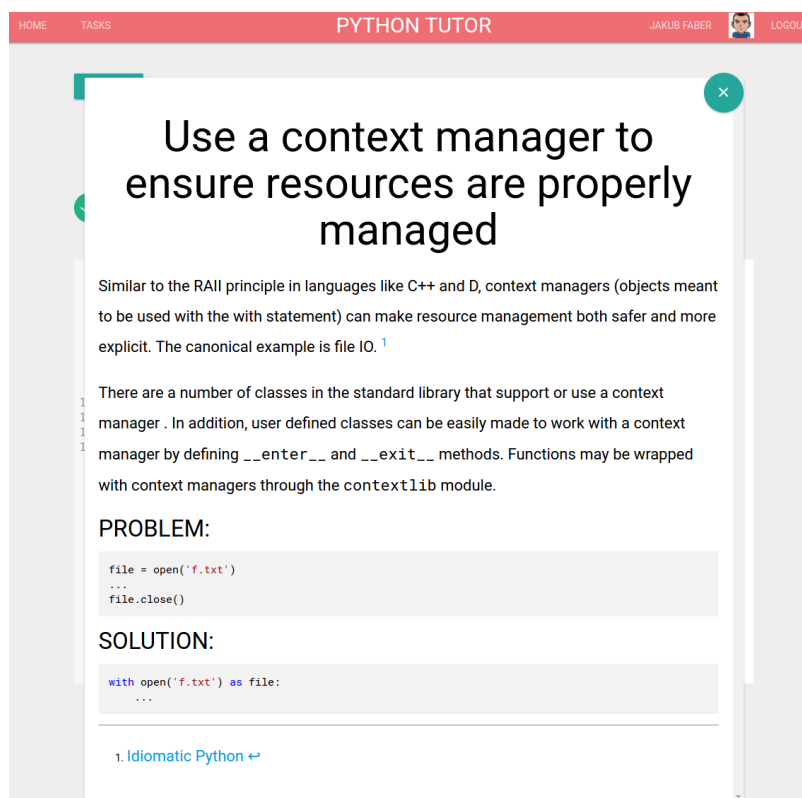 HOME TASKS PYTHON TUTOR JAKUB FABER LOGOU
×
Use a context manager to
ensure resources are properly
managed
Similar to the RAII principle in languages like C++ and D, context managers (objects meant
to be used with the with statement) can make resource management both safer and more
explicit. The canonical example is file IO. 1
There are a number of classes in the standard library that support or use a context
manager . In addition, user defined classes can be easily made to work with a context
manager by defining __enter__ and __exit__ methods. Functions may be wrapped
with context managers through the contextlib module.
PROBLEM:
file = open('f.txt')
...
file.close()
SOLUTION:
with open('f.txt') as file:
    ...
1. Idiomatic Python ↩